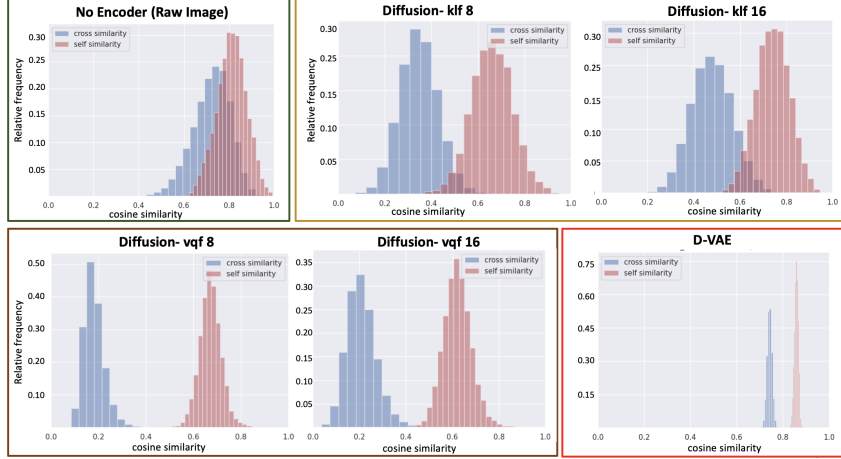 No Encoder (Raw Image)
cross similarity
self similarity
Relative frequency
0.30
0.25
0.20
0.15
0.10
0.05
0.0 0.2 0.4 0.6 0.8 1.0
cosine similarity
Diffusion- klf 8
cross similarity
self similarity
Relative frequency
0.30
0.25
0.15
0.10
0.05
0.0 0.2 0.4 0.6 0.8 1.0
cosine similarity
Diffusion- klf 16
cross similarity
self similarity
0.30
0.25
0.15
0.10
0.05
0.0 0.2 0.4 0.6 0.8 1.0
cosine similarity
Diffusion- vqf 8
cross similarity
self similarity
Relative frequency
0.50
0.40
0.30
0.20
0.10
0.0 0.2 0.4 0.6 0.8 1.0
cosine similarity
Diffusion- vqf 16
cross similarity
self similarity
0.35
0.30
0.25
0.20
0.15
0.10
0.05
0.0 0.2 0.4 0.6 0.8 1.0
cosine similarity
D-VAE
cross similarity
self similarity
0.75
0.60
0.45
0.30
0.15
0.0 0.2 0.4 0.6 0.8 1.0
cosine similarity